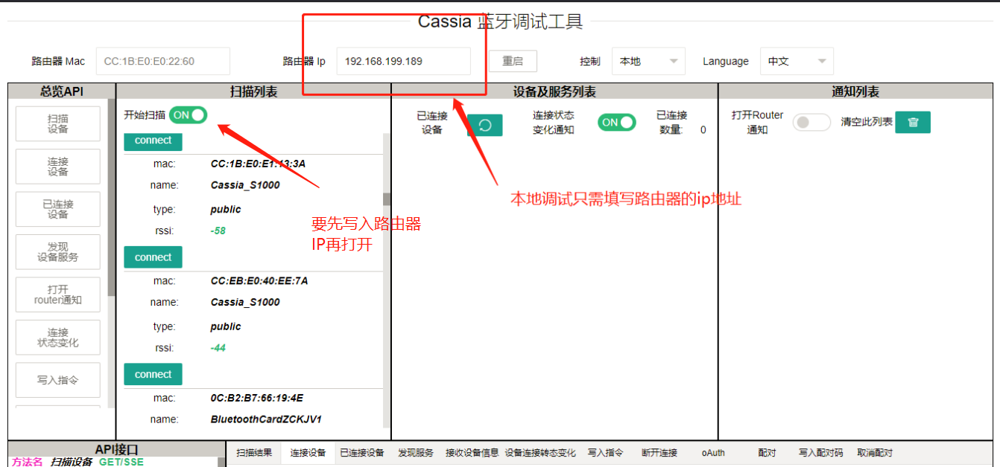 Cassia 蓝牙调试工具
路由器 Mac CC:1B:E0:E0:22:60 路由器 Ip 192.168.199.189 重启 控制 本地 Language 中文
总览API 扫描列表 设备及服务列表 通知列表
扫描
设备
连接
设备
已连接
设备
发现
设备服务
打开
router通知
连接
状态变化
写入指令
开始扫描 ON
connect
mac: CC:1B:E0:E1:13:3A
name: Cassia_S1000
type: public
rssi: -58
connect
mac: CC:EB:E0:40:EE:7A
name: Cassia_S1000
type: public
rssi: -44
connect
mac: 0C:B2:B7:66:19:4E
name: BluetoothCardZCKJV1
要先写入路由器
IP再打开
已连接
设备
连接状态
变化通知
ON
已连接
数量: 0
本地调试只需填写路由器的ip地址
打开Router
通知
清空此列表
API接口
方法名 扫描设备 GET/SSE
扫描结果 连接设备 已连接设备 发现服务 接收设备信息 设备连接转态变化 写入指令 断开连接 oAuth 配对 写入配对码 取消配对